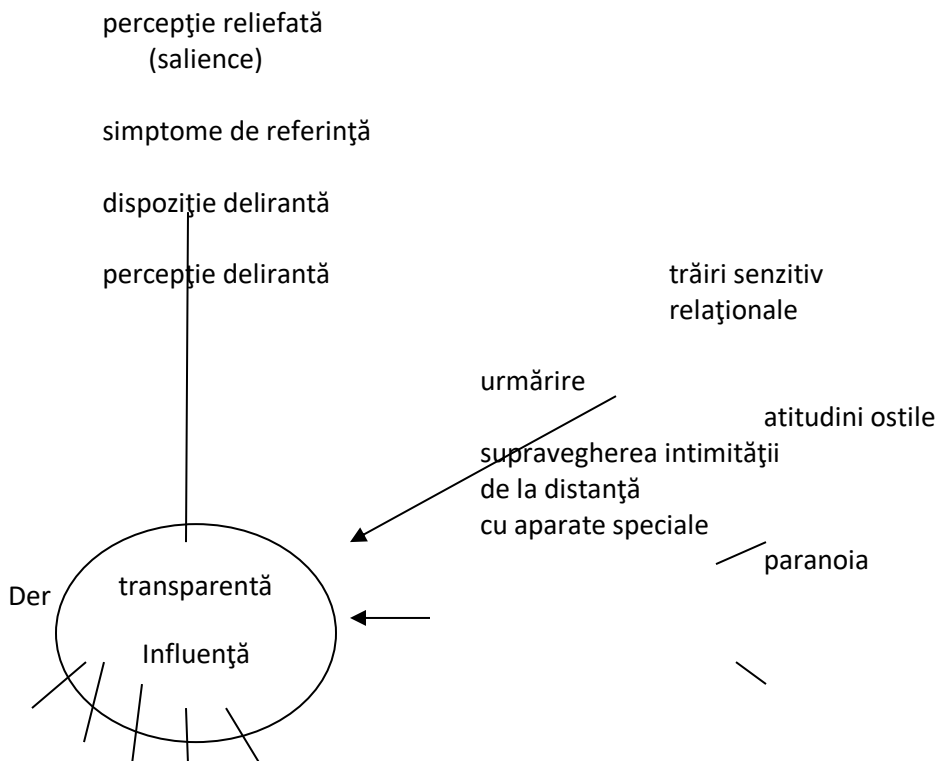 percepţie reliefată
(salience)
simptome de referinţă
dispoziţie delirantă
percepţie delirantă
trăiri senzitiv
relaţionale
urmărire
atitudini ostile
supravegherea intimităţii
de la distanţă
cu aparate speciale
paranoia
Der
transparentă
Influenţă